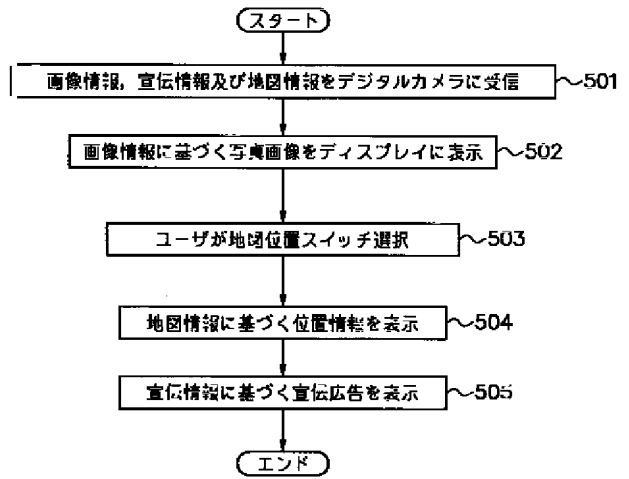 スタート
画像情報，宣伝情報及び地図情報をデジタルカメラに受信 501
画像情報に基づく写真画像をディスプレイに表示 502
ユーザが地図位置スイッチ選択 503
地図情報に基づく位置情報を表示 504
宣伝情報に基づく宣伝広告を表示 505
エンド